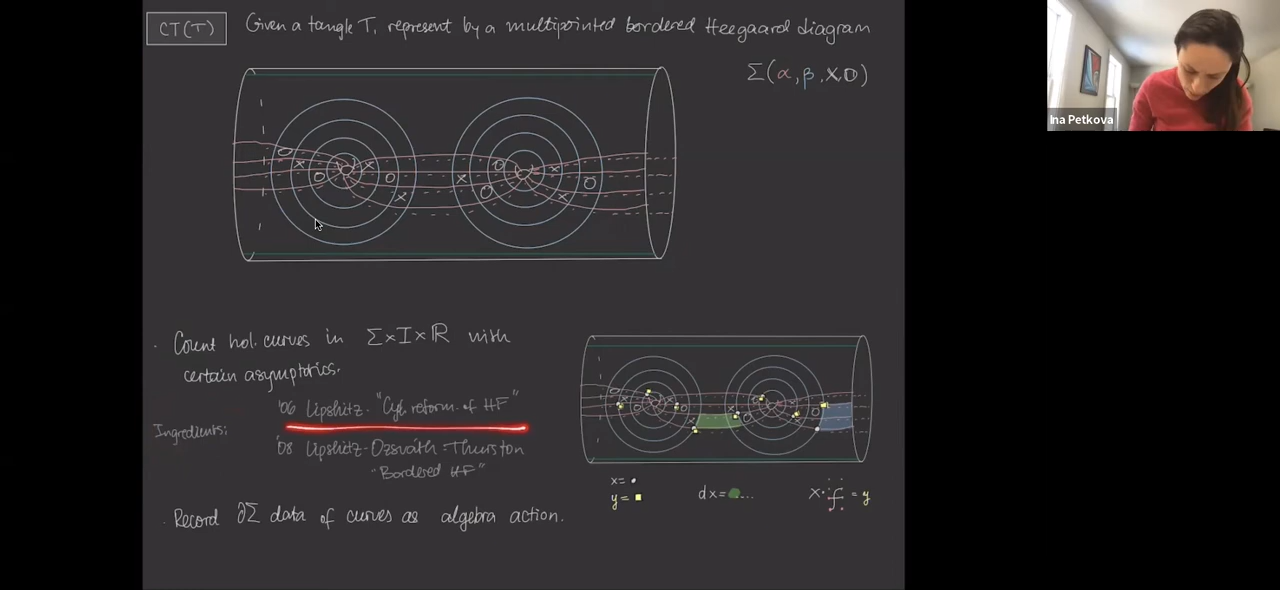 CT(T) Given a tangle T, represent by a multipointed bordered Heegaard diagram
Σ(α, β, X, O)
Ina Petkova
· Count hol. curves in Σ×I×ℝ with
certain asymptotics.
'06 Lipshitz - "Cyl. reform. of HF"
Ingredients:
'08 Lipshitz-Ozsváth-Thurston
"Bordered HF"
x=
y=
dx=
x· = y
· Record ∂Σ data of curves as algebra action.